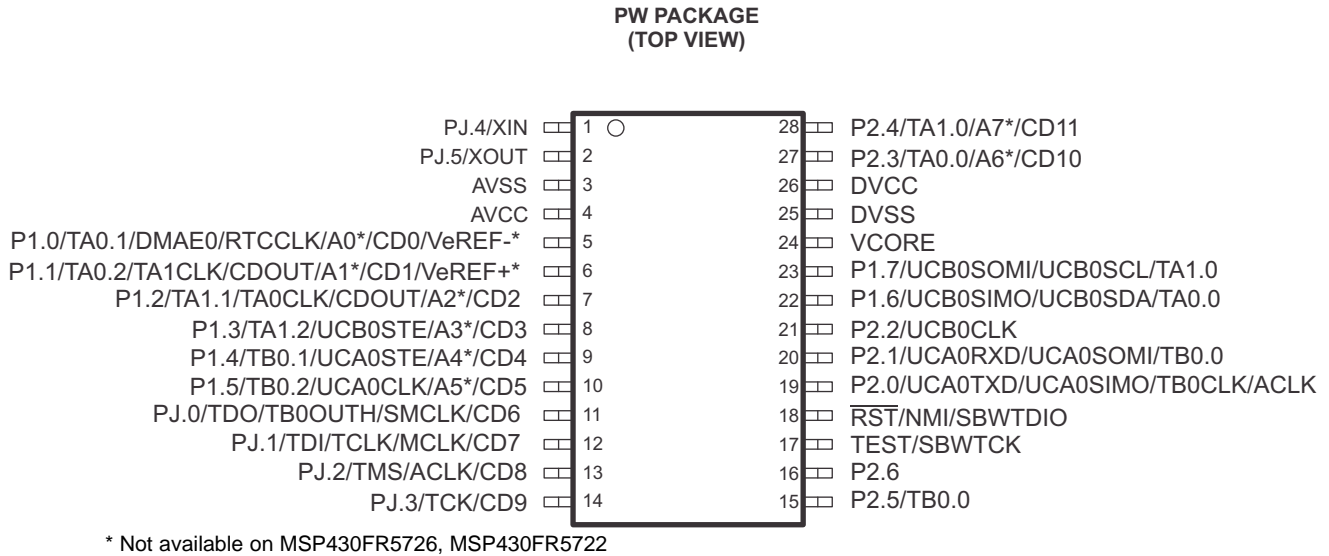 PW PACKAGE
(TOP VIEW)
PJ.4/XIN 1 28 P2.4/TA1.0/A7*/CD11
PJ.5/XOUT 2 27 P2.3/TA0.0/A6*/CD10
AVSS 3 26 DVCC
AVCC 4 25 DVSS
P1.0/TA0.1/DMAE0/RTCCLK/A0*/CD0/VeREF-* 5 24 VCORE
P1.1/TA0.2/TA1CLK/CDOUT/A1*/CD1/VeREF+* 6 23 P1.7/UCB0SOMI/UCB0SCL/TA1.0
P1.2/TA1.1/TA0CLK/CDOUT/A2*/CD2 7 22 P1.6/UCB0SIMO/UCB0SDA/TA0.0
P1.3/TA1.2/UCB0STE/A3*/CD3 8 21 P2.2/UCB0CLK
P1.4/TB0.1/UCA0STE/A4*/CD4 9 20 P2.1/UCA0RXD/UCA0SOMI/TB0.0
P1.5/TB0.2/UCA0CLK/A5*/CD5 10 19 P2.0/UCA0TXD/UCA0SIMO/TB0CLK/ACLK
PJ.0/TDO/TB0OUTH/SMCLK/CD6 11 18 RST/NMI/SBWTDIO
PJ.1/TDI/TCLK/MCLK/CD7 12 17 TEST/SBWTCK
PJ.2/TMS/ACLK/CD8 13 16 P2.6
PJ.3/TCK/CD9 14 15 P2.5/TB0.0
* Not available on MSP430FR5726, MSP430FR5722